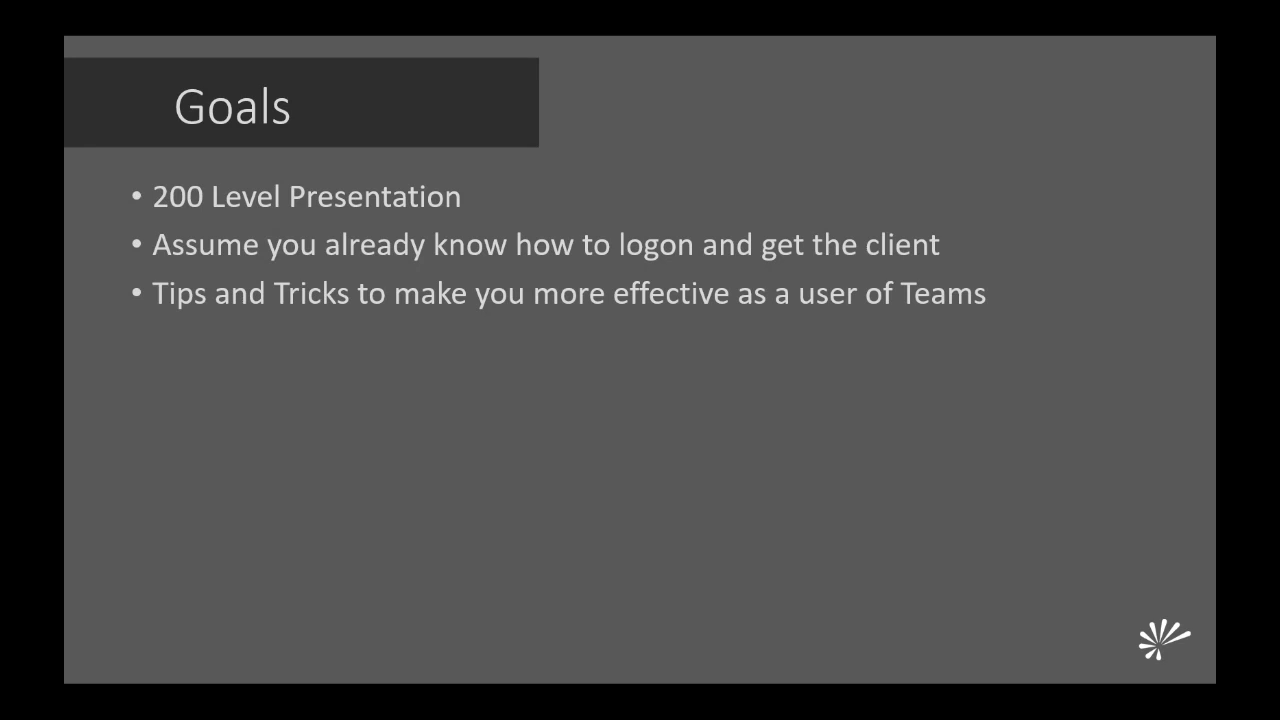 Goals
• 200 Level Presentation
• Assume you already know how to logon and get the client
• Tips and Tricks to make you more effective as a user of Teams